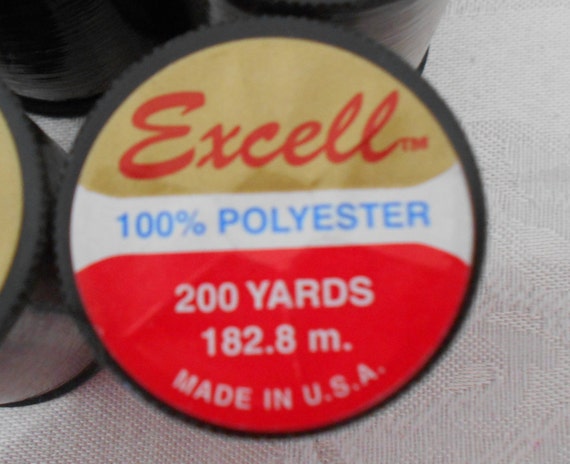 Excell™
100% POLYESTER
200 YARDS
182.8 m.
MADE IN U.S.A.